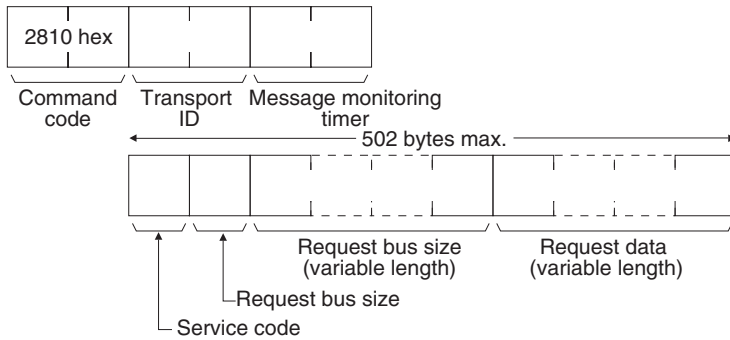 2810 hex
Command
code
Transport
ID
Message monitoring
timer
502 bytes max.
Request bus size
(variable length)
Request data
(variable length)
Request bus size
Service code